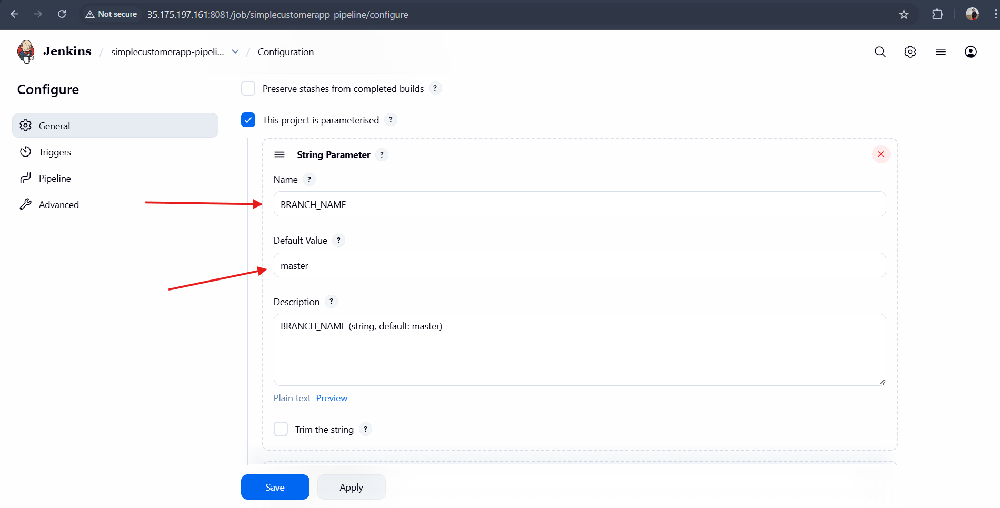 Not secure 35.175.197.161:8081/job/simplecustomerapp-pipeline/configure
Jenkins / simplecustomerapp-pipeli... / Configuration
Configure
General
Triggers
Pipeline
Advanced
Preserve stashes from completed builds ?
This project is parameterised ?
String Parameter ?
Name ?
BRANCH_NAME
Default Value ?
master
Description ?
BRANCH_NAME (string, default: master)
Plain text Preview
Trim the string ?
Save Apply